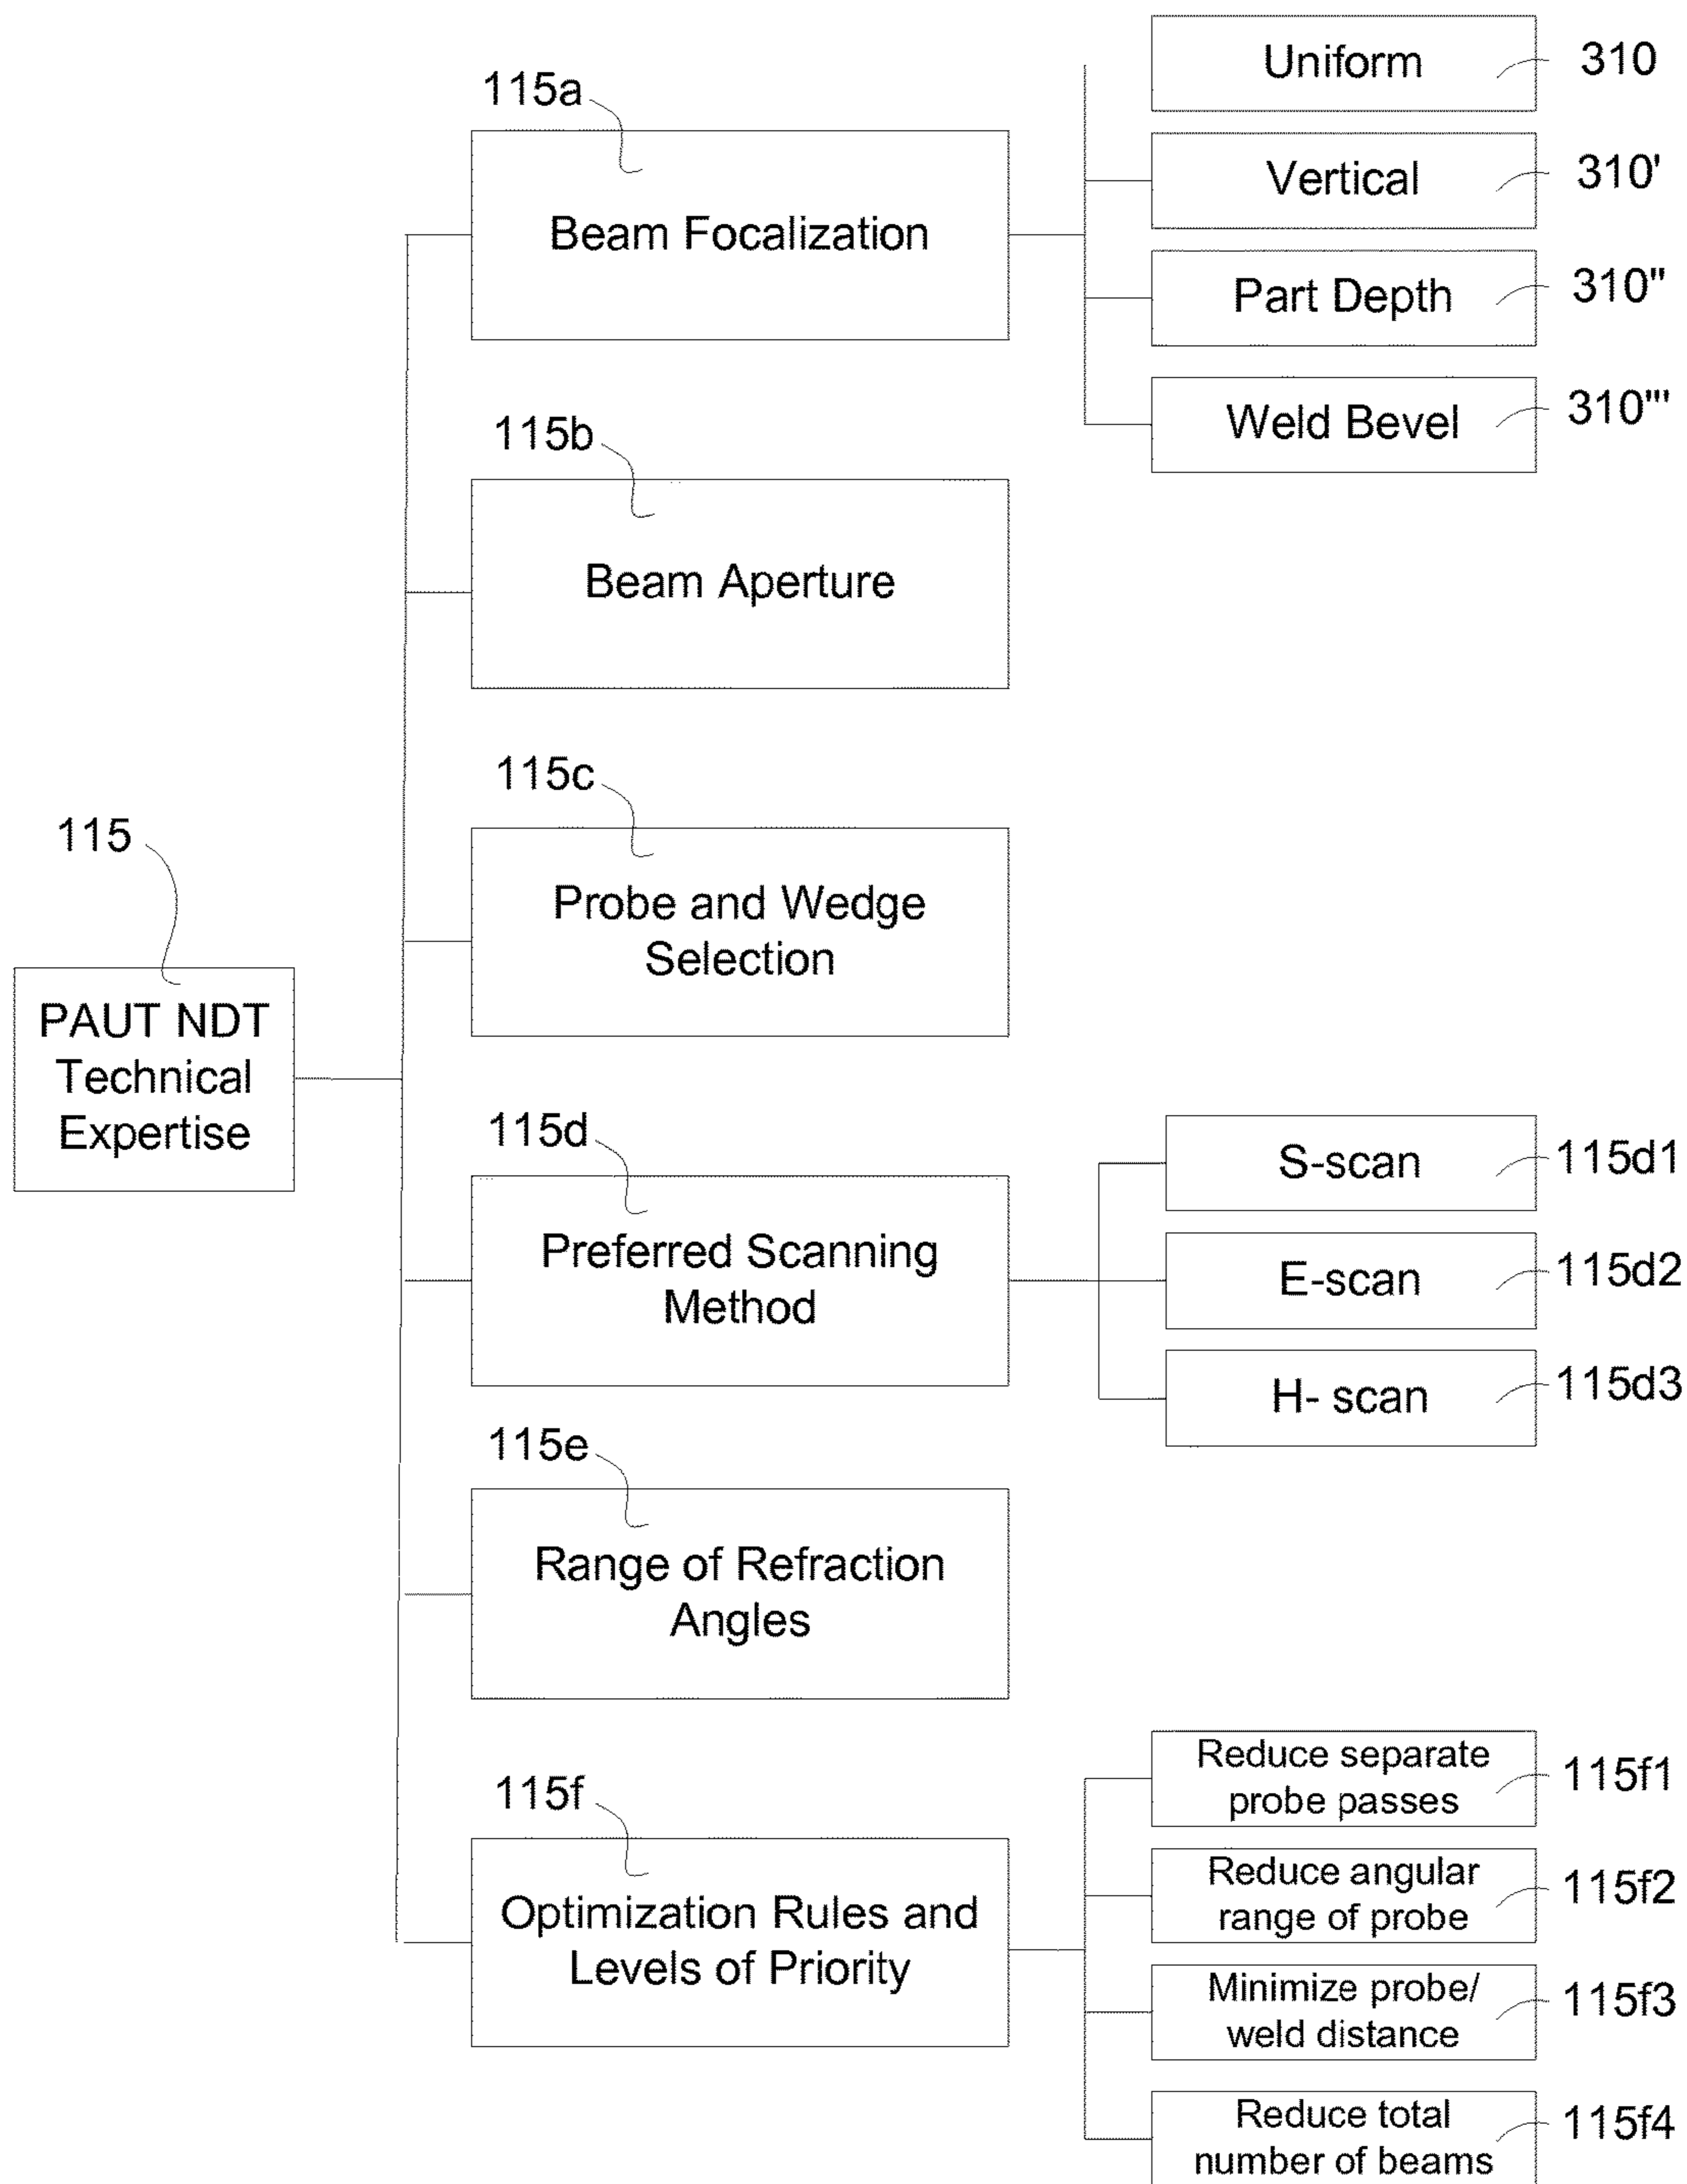 115
PAUT NDT
Technical
Expertise
115a
Beam Focalization
Uniform
310
Vertical
310'
Part Depth
310"
Weld Bevel
310"'
115b
Beam Aperture
115c
Probe and Wedge
Selection
115d
Preferred Scanning
Method
S-scan
115d1
E-scan
115d2
H- scan
115d3
115e
Range of Refraction
Angles
115f
Optimization Rules and
Levels of Priority
Reduce separate
probe passes
115f1
Reduce angular
range of probe
115f2
Minimize probe/
weld distance
115f3
Reduce total
number of beams
115f4